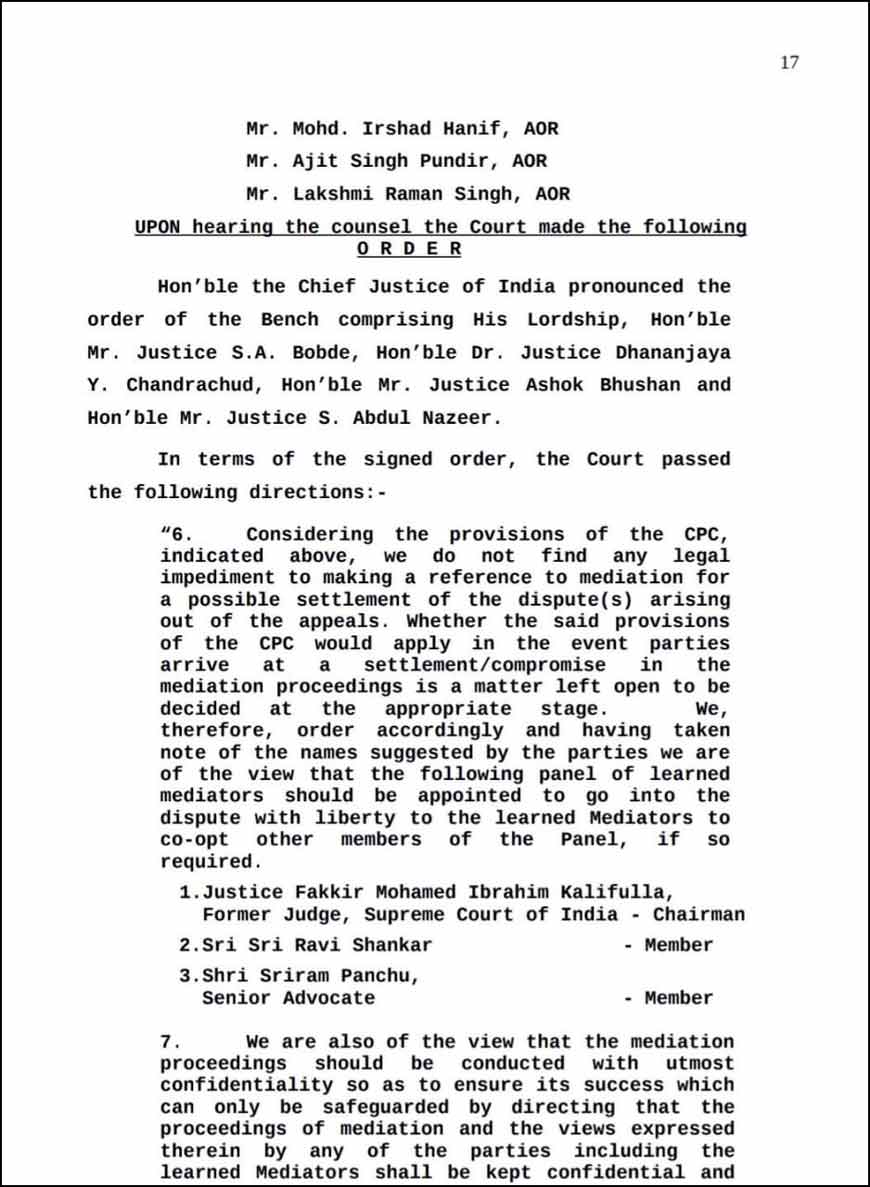 17
Mr. Mohd. Irshad Hanif, AOR
Mr. Ajit Singh Pundir, AOR
Mr. Lakshmi Raman Singh, AOR
UPON hearing the counsel the Court made the following
O R D E R
Hon’ble the Chief Justice of India pronounced the
order of the Bench comprising His Lordship, Hon’ble
Mr. Justice S.A. Bobde, Hon’ble Dr. Justice Dhananjaya
Y. Chandrachud, Hon’ble Mr. Justice Ashok Bhushan and
Hon’ble Mr. Justice S. Abdul Nazeer.
In terms of the signed order, the Court passed
the following directions:-
“6. Considering the provisions of the CPC,
indicated above, we do not find any legal
impediment to making a reference to mediation for
a possible settlement of the dispute(s) arising
out of the appeals. Whether the said provisions
of the CPC would apply in the event parties
arrive at a settlement/compromise in the
mediation proceedings is a matter left open to be
decided at the appropriate stage. We,
therefore, order accordingly and having taken
note of the names suggested by the parties we are
of the view that the following panel of learned
mediators should be appointed to go into the
dispute with liberty to the learned Mediators to
co-opt other members of the Panel, if so
required.
1.Justice Fakkir Mohamed Ibrahim Kalifulla,
Former Judge, Supreme Court of India - Chairman
2.Sri Sri Ravi Shankar - Member
3.Shri Sriram Panchu,
Senior Advocate - Member
7. We are also of the view that the mediation
proceedings should be conducted with utmost
confidentiality so as to ensure its success which
can only be safeguarded by directing that the
proceedings of mediation and the views expressed
therein by any of the parties including the
learned Mediators shall be kept confidential and